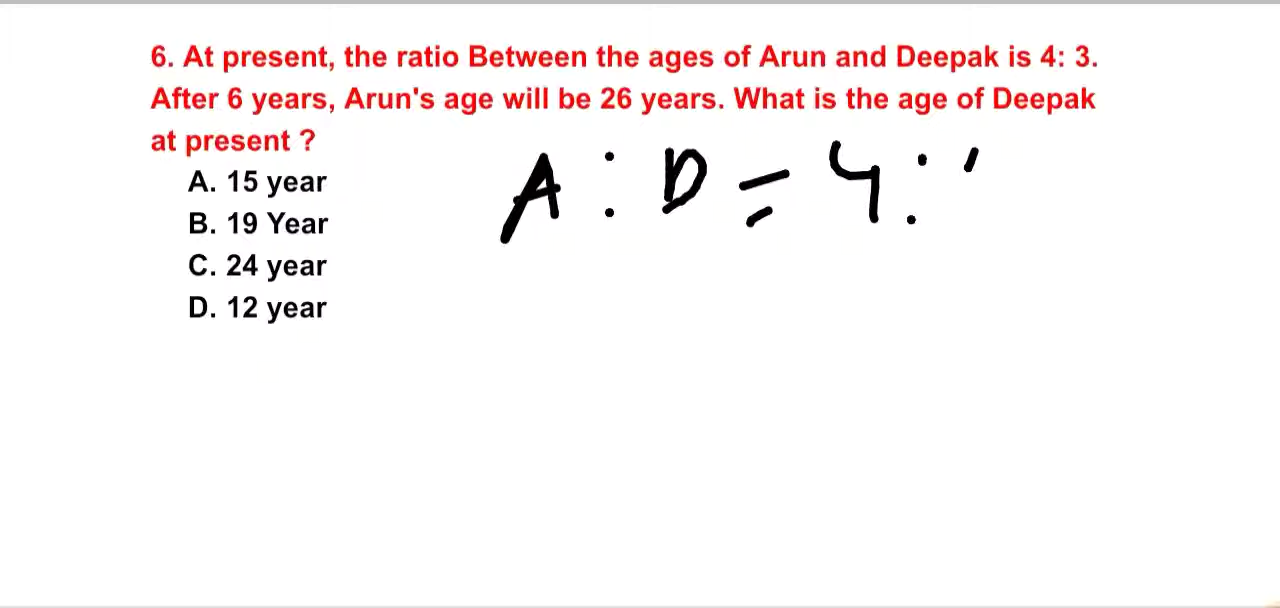 6. At present, the ratio Between the ages of Arun and Deepak is 4: 3.
After 6 years, Arun's age will be 26 years. What is the age of Deepak
at present ?
A. 15 year
B. 19 Year
C. 24 year
D. 12 year
A : D = 4 :